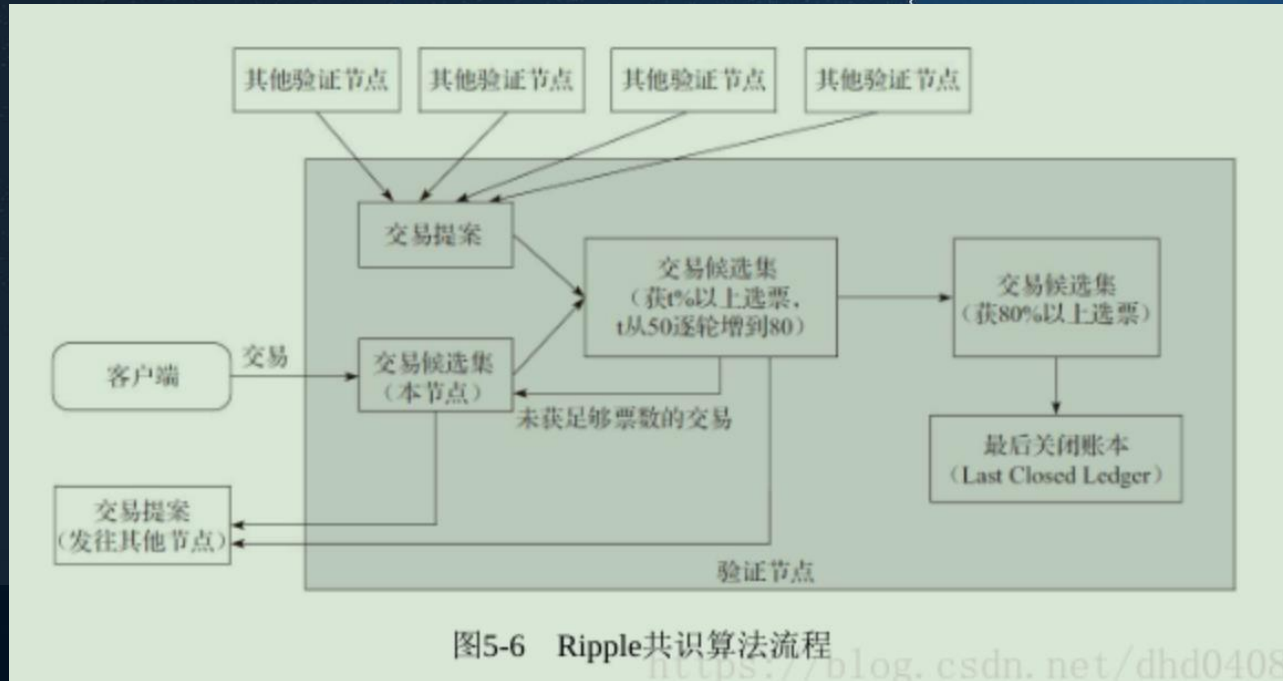 其他验证节点
其他验证节点
其他验证节点
其他验证节点
交易提案
交易候选集
（获t%以上选票，
t从50逐轮增到80）
交易候选集
（获80%以上选票）
客户端
交易
交易候选集
（本节点）
未获足够票数的交易
最后关闭账本
（Last Closed Ledger）
交易提案
（发往其他节点）
验证节点
图5-6 Ripple共识算法流程
https://blog.csdn.net/dhd0408